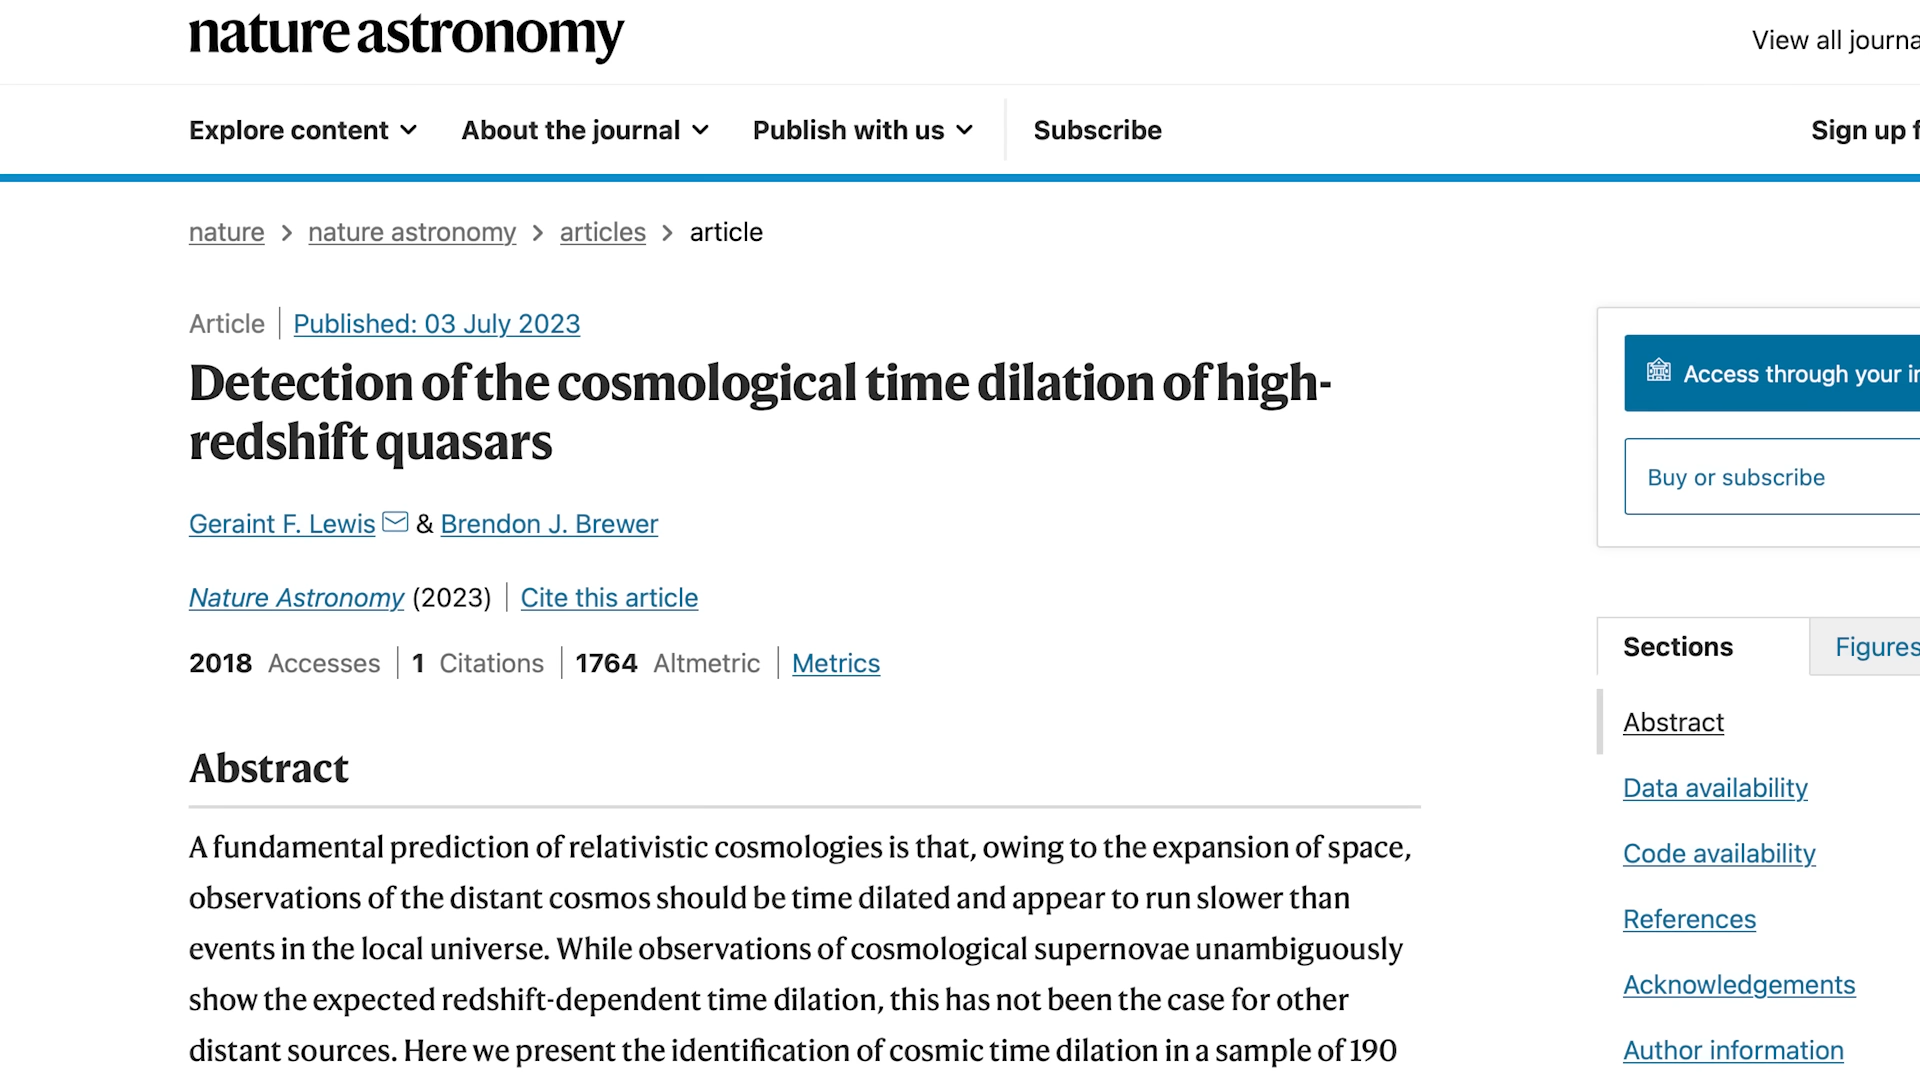 nature astronomy
View all journa
Explore content
About the journal
Publish with us
Subscribe
Sign up f
nature > nature astronomy > articles > article
Article | Published: 03 July 2023
Detection of the cosmological time dilation of high-
redshift quasars
Geraint F. Lewis & Brendon J. Brewer
Nature Astronomy (2023) | Cite this article
2018 Accesses | 1 Citations | 1764 Altmetric | Metrics
Abstract
A fundamental prediction of relativistic cosmologies is that, owing to the expansion of space,
observations of the distant cosmos should be time dilated and appear to run slower than
events in the local universe. While observations of cosmological supernovae unambiguously
show the expected redshift-dependent time dilation, this has not been the case for other
distant sources. Here we present the identification of cosmic time dilation in a sample of 190
Access through your in
Buy or subscribe
Sections
Figures
Abstract
Data availability
Code availability
References
Acknowledgements
Author information